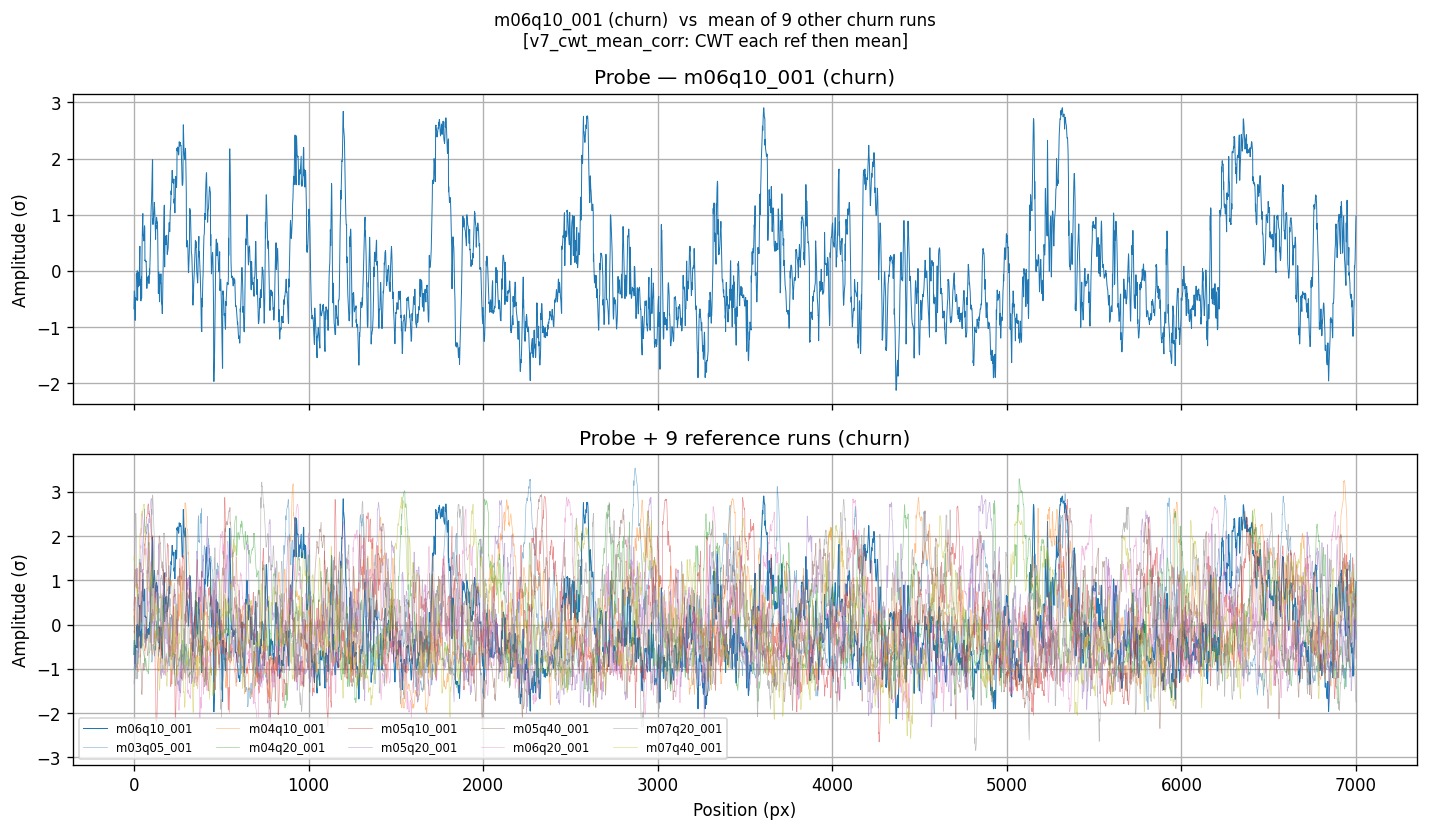 m06q10_001 (churn)  vs  mean of 9 other churn runs
[v7_cwt_mean_corr: CWT each ref then mean]
Probe — m06q10_001 (churn)
Amplitude (σ)
3
2
1
0
−1
−2
Probe + 9 reference runs (churn)
Amplitude (σ)
3
2
1
0
−1
−2
−3
m06q10_001 m04q10_001 m05q10_001 m05q40_001 m07q20_001
m03q05_001 m04q20_001 m05q20_001 m06q20_001 m07q40_001
0 1000 2000 3000 4000 5000 6000 7000
Position (px)